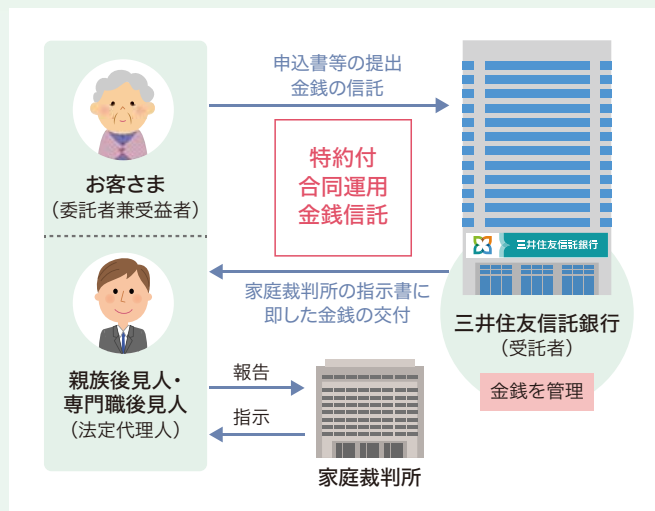 申込書等の提出
金銭の信託
お客さま
（委託者兼受益者）
特約付
合同運用
金銭信託
三井住友信託銀行
家庭裁判所の指示書に
即した金銭の交付
三井住友信託銀行
（受託者）
金銭を管理
親族後見人・
専門職後見人
（法定代理人）
報告
指示
家庭裁判所